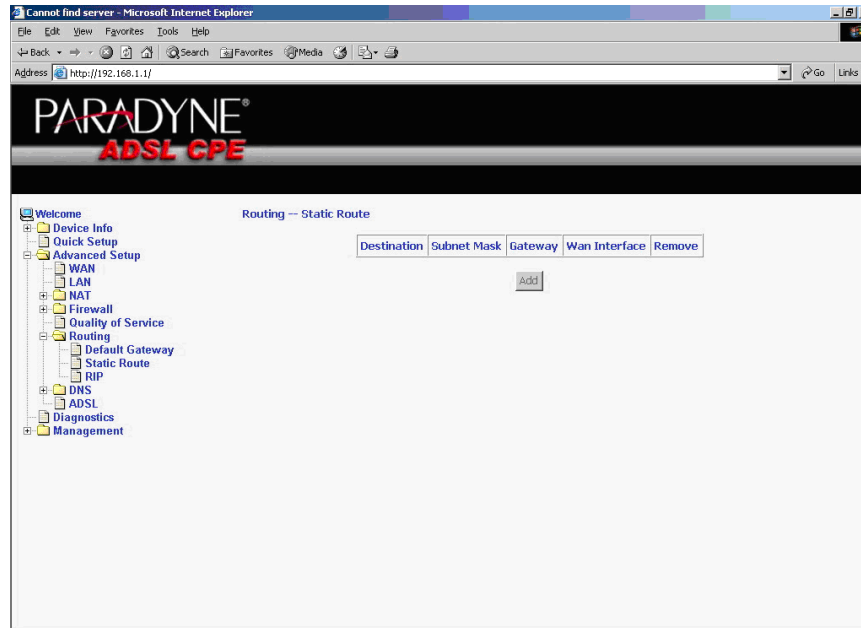 Cannot find server - Microsoft Internet Explorer
File Edit View Favorites Tools Help
Back Search Favorites Media
Address http://192.168.1.1/ Go Links
PARADYNE®
ADSL CPE
Welcome
Device Info
Quick Setup
Advanced Setup
WAN
LAN
NAT
Firewall
Quality of Service
Routing
Default Gateway
Static Route
RIP
DNS
ADSL
Diagnostics
Management
Routing -- Static Route
Destination Subnet Mask Gateway Wan Interface Remove
Add